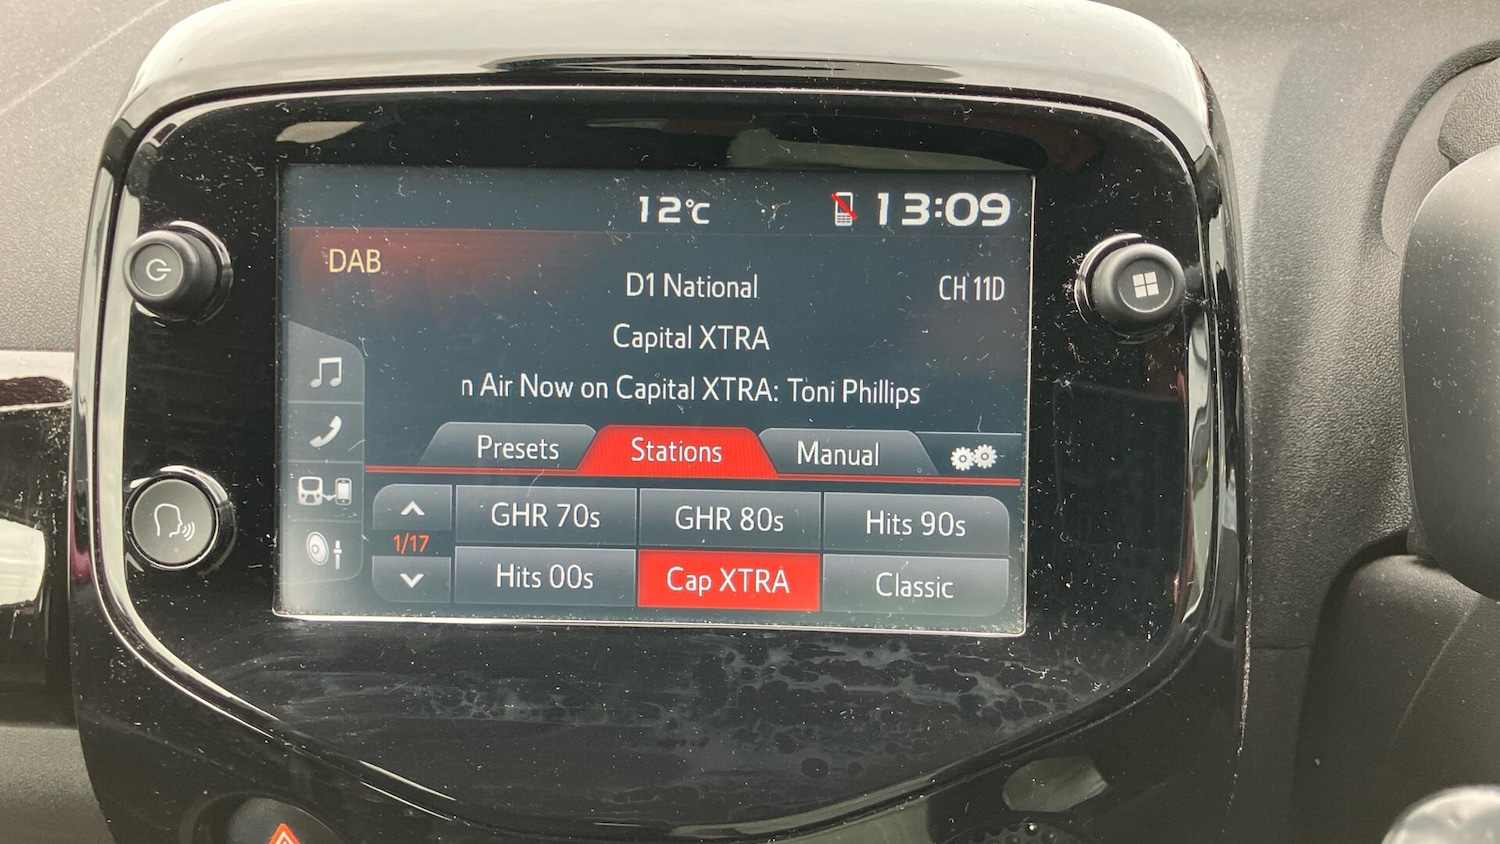 12°C 13:09
DAB
D1 National CH 11D
Capital XTRA
n Air Now on Capital XTRA: Toni Phillips
Presets Stations Manual
GHR 70s GHR 80s Hits 90s
1/17
Hits 00s Cap XTRA Classic